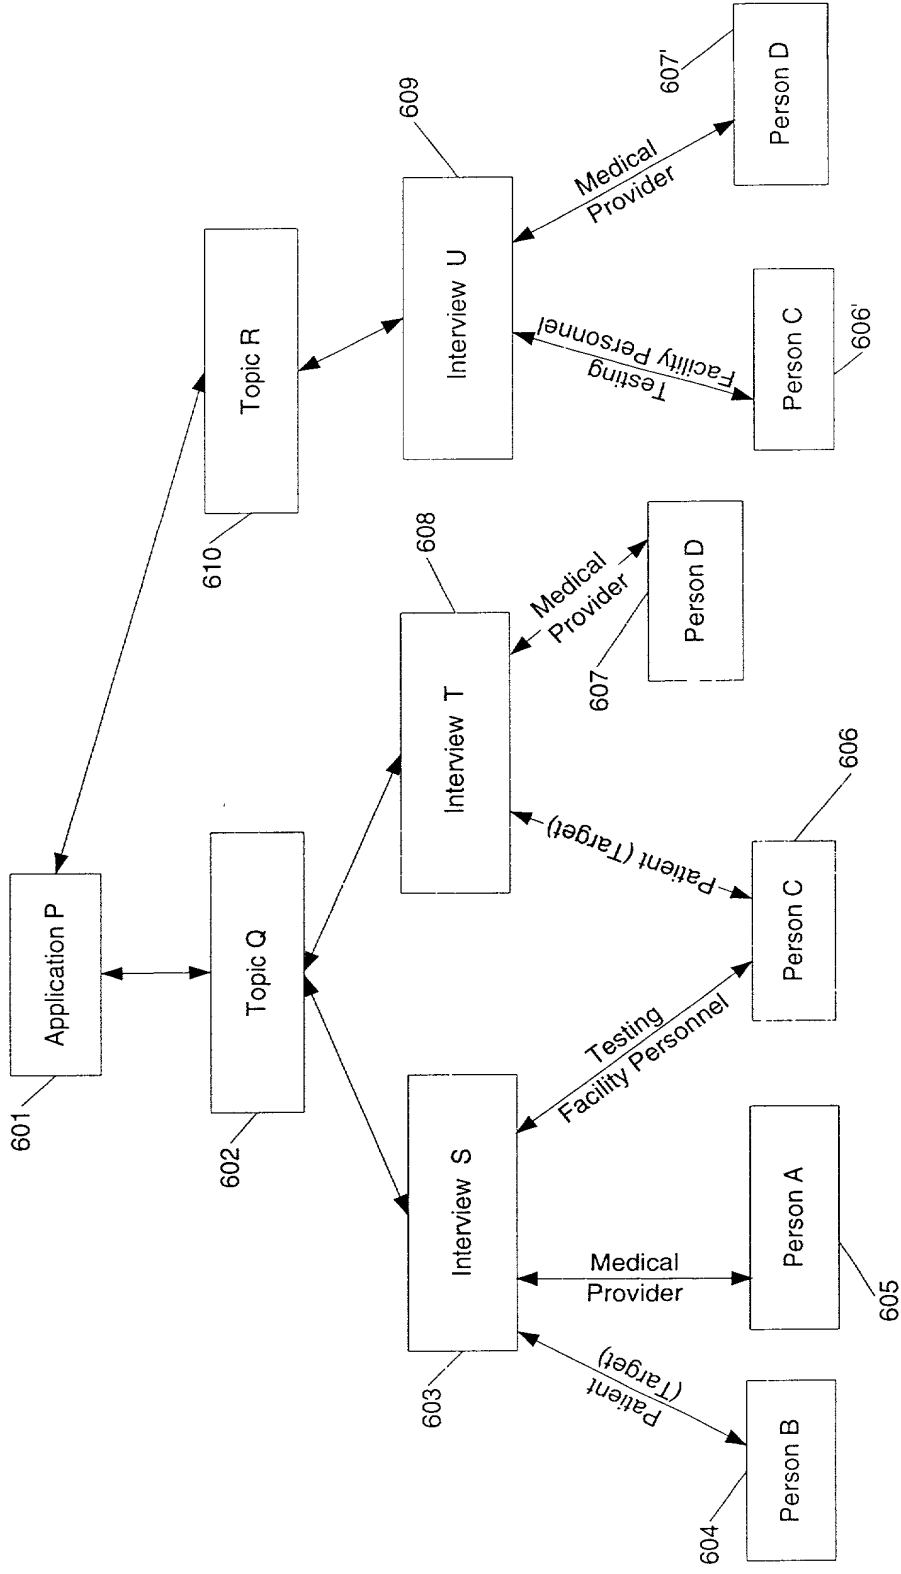 601
Application P
602
Topic Q
610
Topic R
603
Interview S
608
Interview T
609
Interview U
Patient
(Target)
Medical
Provider
Testing
Facility Personnel
Patient (Target)
Medical
Provider
Testing
Facility Personnel
Medical
Provider
604
Person B
605
Person A
606
Person C
607
Person D
606'
Person C
607'
Person D